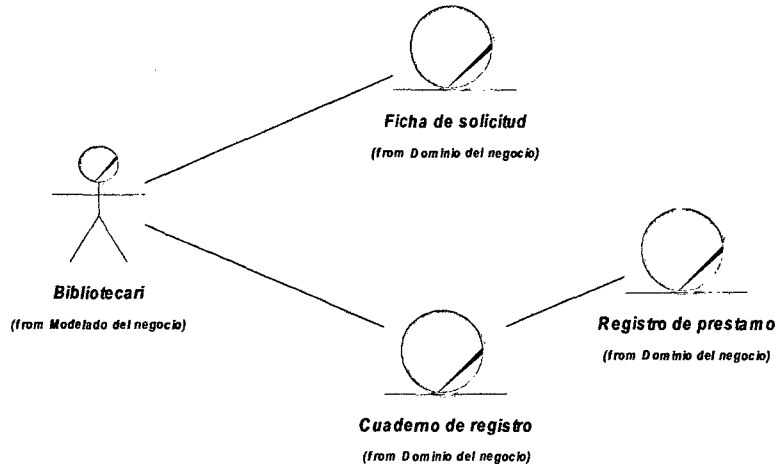 Ficha de solicitud
(from Dominio del negocio)
Bibliotecari
(from Modelado del negocio)
Registro de prestamo
(from Dominio del negocio)
Cuaderno de registro
(from Dominio del negocio)